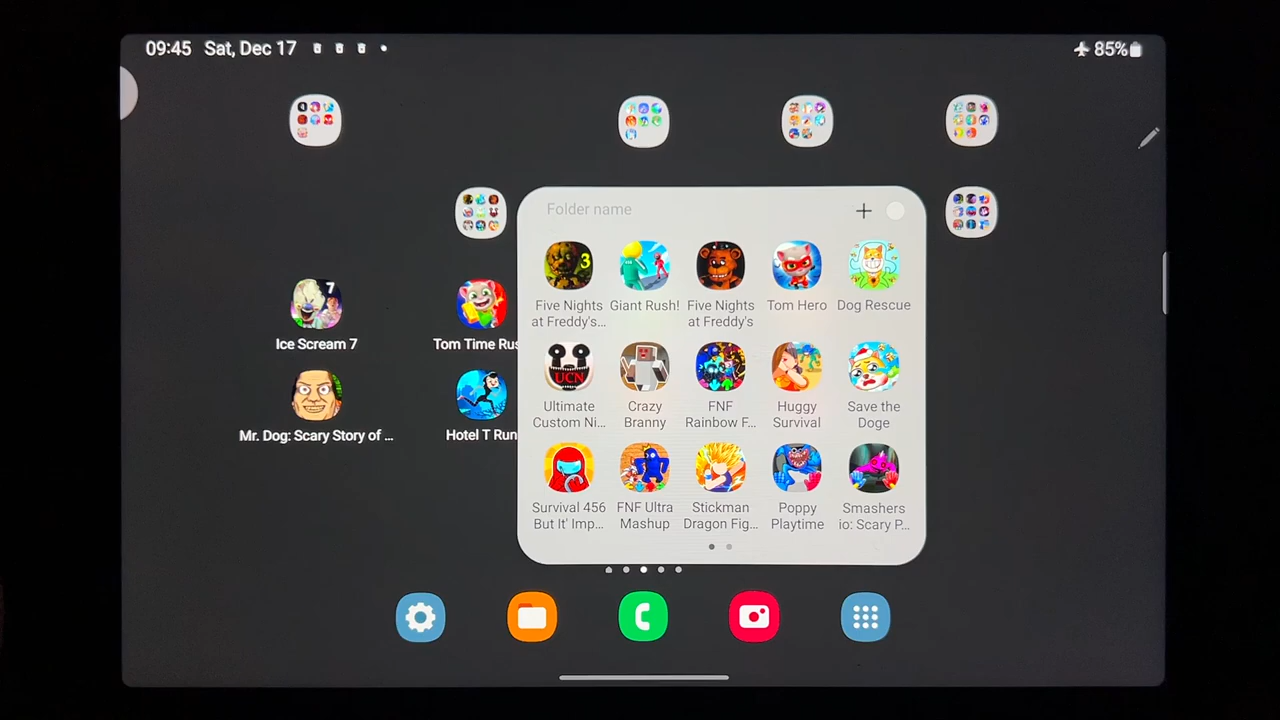 09:45 Sat, Dec 17
85%
Folder name
3
Five Nights
at Freddy's...
Giant Rush!
Five Nights
at Freddy's
Tom Hero
Dog Rescue
7
Ice Scream 7
Tom Time Rus
UCN
Ultimate
Custom Ni...
Crazy
Branny
FNF
Rainbow F...
Huggy
Survival
Save the
Doge
Mr. Dog: Scary Story of ...
Hotel T Run
Survival 456
But It' Imp...
FNF Ultra
Mashup
Stickman
Dragon Fig...
Poppy
Playtime
Smashers
io: Scary P...